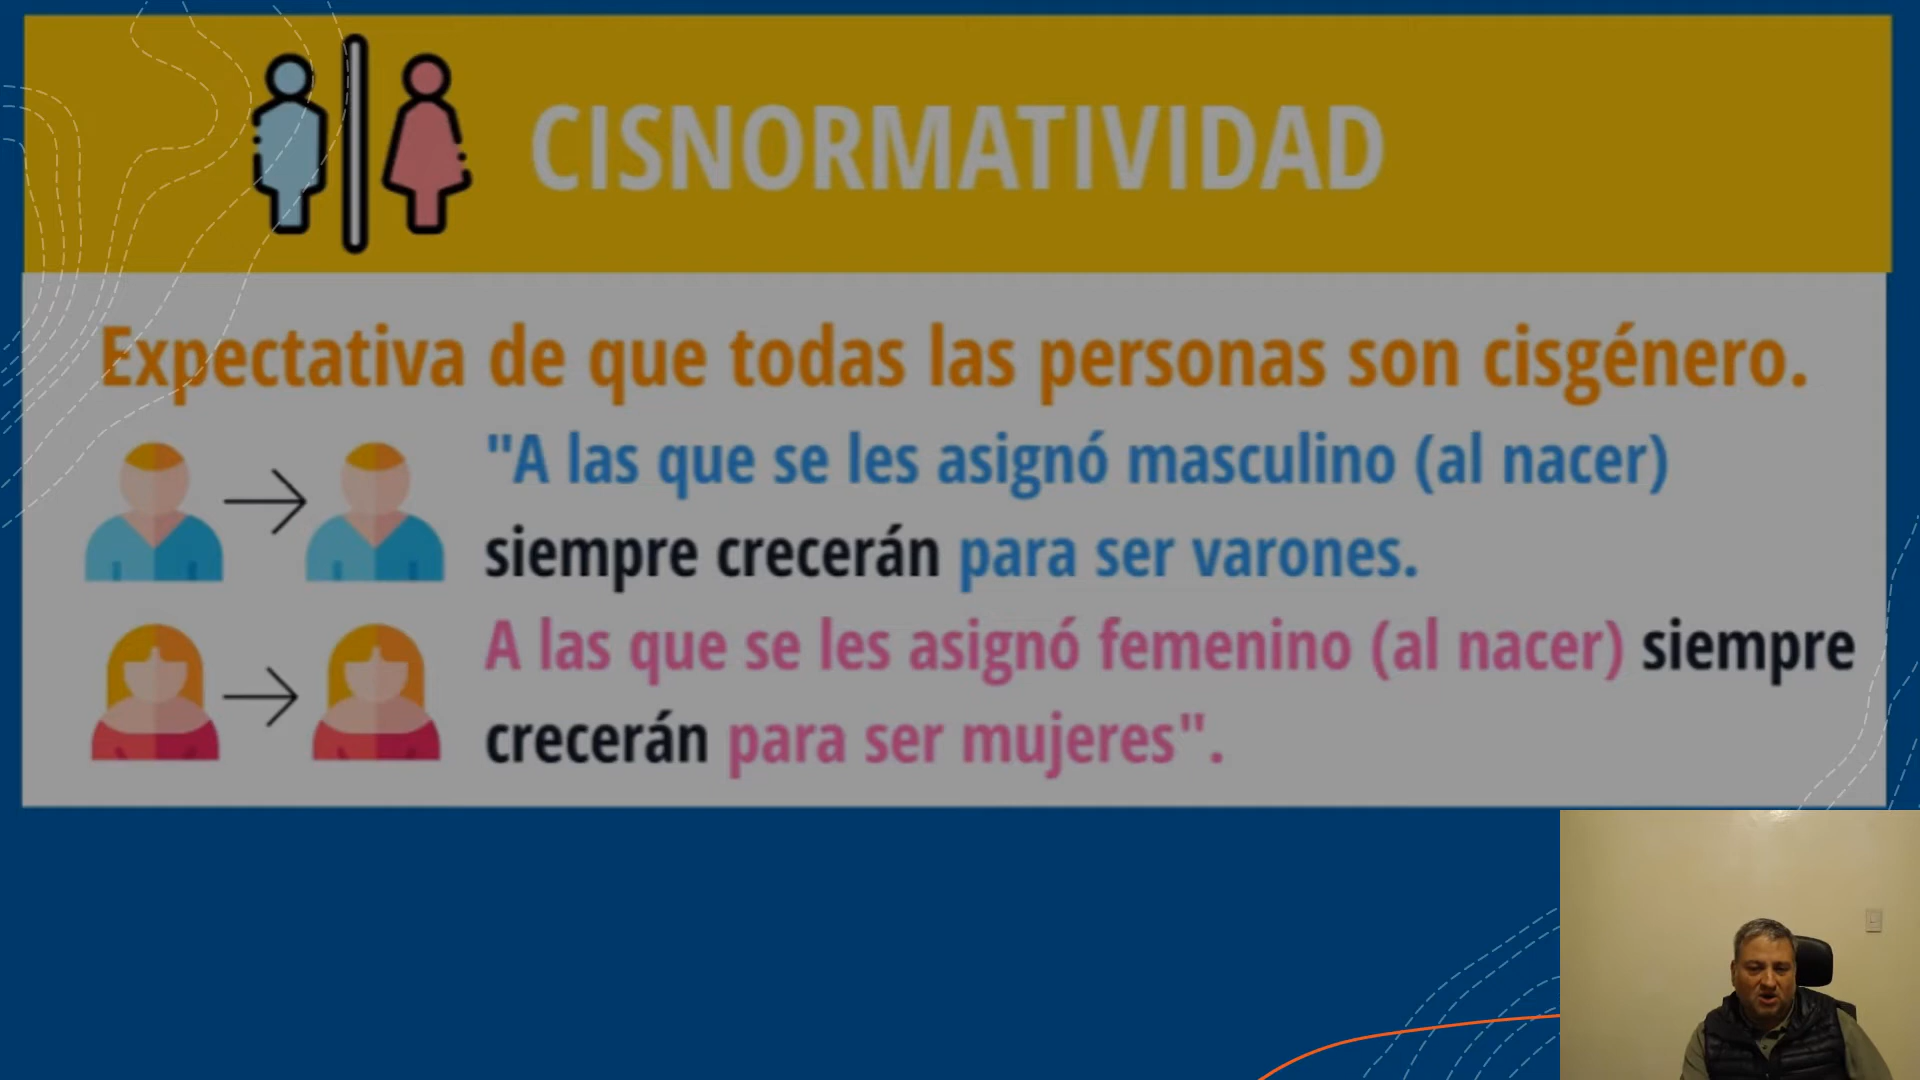 CISNORMATIVIDAD
Expectativa de que todas las personas son cisgénero.
"A las que se les asignó masculino (al nacer)
siempre crecerán para ser varones.
A las que se les asignó femenino (al nacer) siempre
crecerán para ser mujeres".